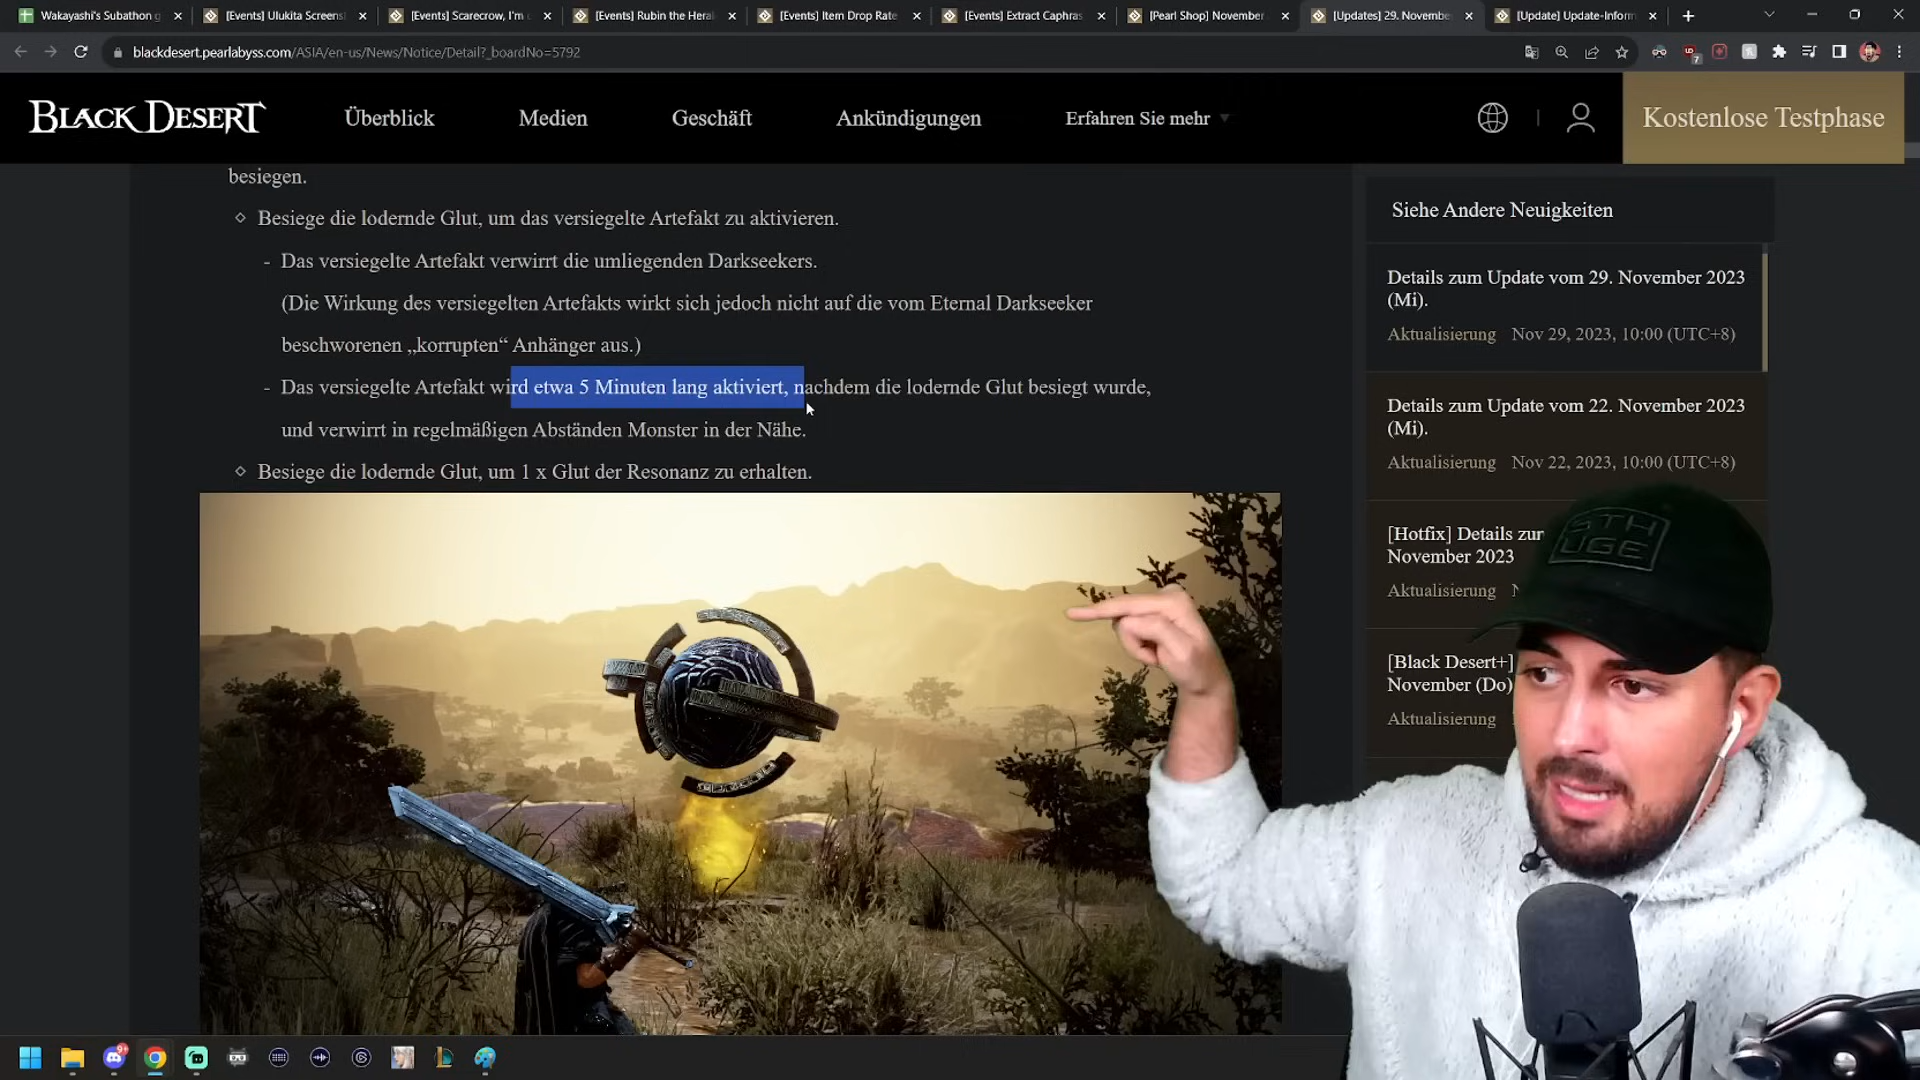 Wakayashi's Subathon g
[Events] Ulukita Screens
[Events] Scarecrow, I'm u
[Events] Rubin the Heral
[Events] Item Drop Rate
[Events] Extract Caphras
[Pearl Shop] November
[Updates] 29. Novembe
[Update] Update-Inform
blackdesert.pearlabyss.com/ASIA/en-us/News/Notice/Detail?_boardNo=5792
7
BLACK DESERT
Überblick
Medien
Geschäft
Ankündigungen
Erfahren Sie mehr
Kostenlose Testphase
besiegen.
Besiege die lodernde Glut, um das versiegelte Artefakt zu aktivieren.
- Das versiegelte Artefakt verwirrt die umliegenden Darkseekers.
(Die Wirkung des versiegelten Artefakts wirkt sich jedoch nicht auf die vom Eternal Darkseeker
beschworenen „korrupten“ Anhänger aus.)
- Das versiegelte Artefakt wird etwa 5 Minuten lang aktiviert, nachdem die lodernde Glut besiegt wurde,
und verwirrt in regelmäßigen Abständen Monster in der Nähe.
Besiege die lodernde Glut, um 1 x Glut der Resonanz zu erhalten.
Siehe Andere Neuigkeiten
Details zum Update vom 29. November 2023
(Mi).
Aktualisierung Nov 29, 2023, 10:00 (UTC+8)
Details zum Update vom 22. November 2023
(Mi).
Aktualisierung Nov 22, 2023, 10:00 (UTC+8)
[Hotfix] Details zur
November 2023
Aktualisierung
[Black Desert+]
November (Do)
Aktualisierung
9+